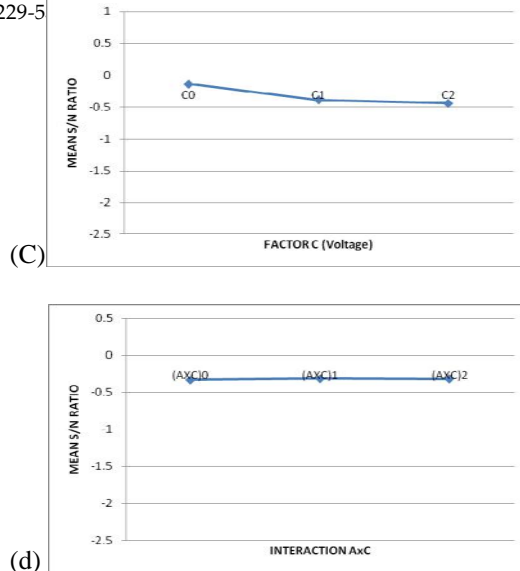 229-5
1
0.5
0
-0.5
-1
-1.5
-2
-2.5
MEAN S/N RATIO
C0
C1
C2
FACTOR C (Voltage)
(C)
0.5
0
-0.5
-1
-1.5
-2
-2.5
MEAN S/N RATIO
(AXC)0
(AXC)1
(AXC)2
INTERACTION AxC
(d)